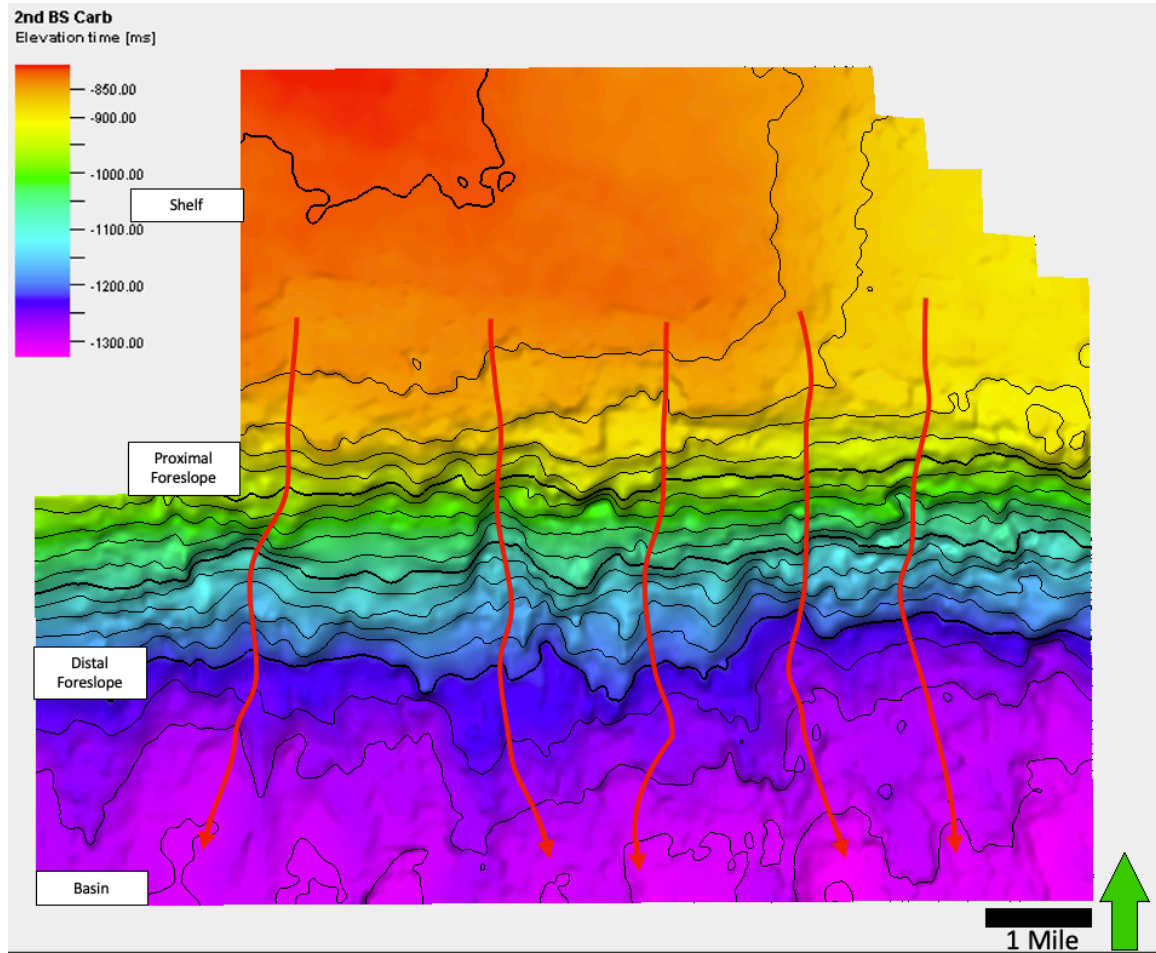 2nd BS Carb
Elevation time [ms]
-850.00
-900.00
-1000.00
Shelf
-1100.00
-1200.00
-1300.00
Proximal
Foreslope
Distal
Foreslope
Basin
1 Mile